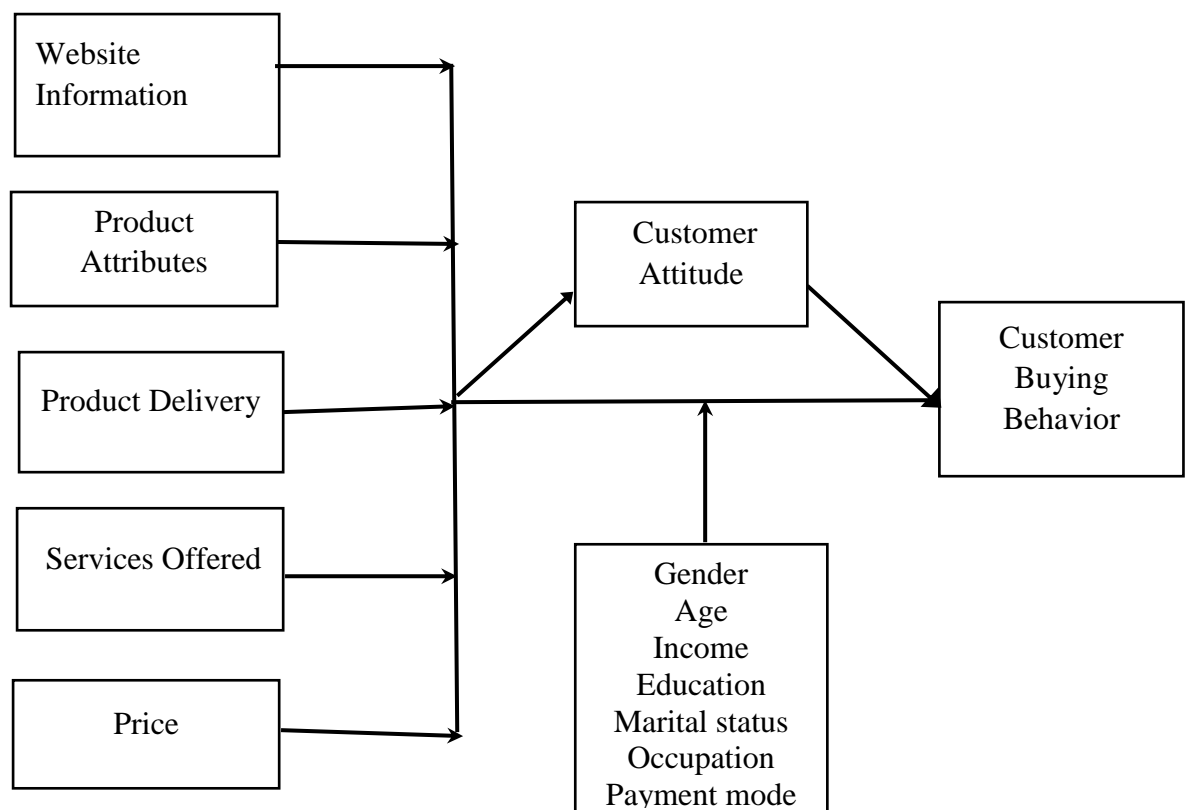 Website
Information
Product
Attributes
Product Delivery
Services Offered
Price
Customer
Attitude
Customer
Buying
Behavior
Gender
Age
Income
Education
Marital status
Occupation
Payment mode